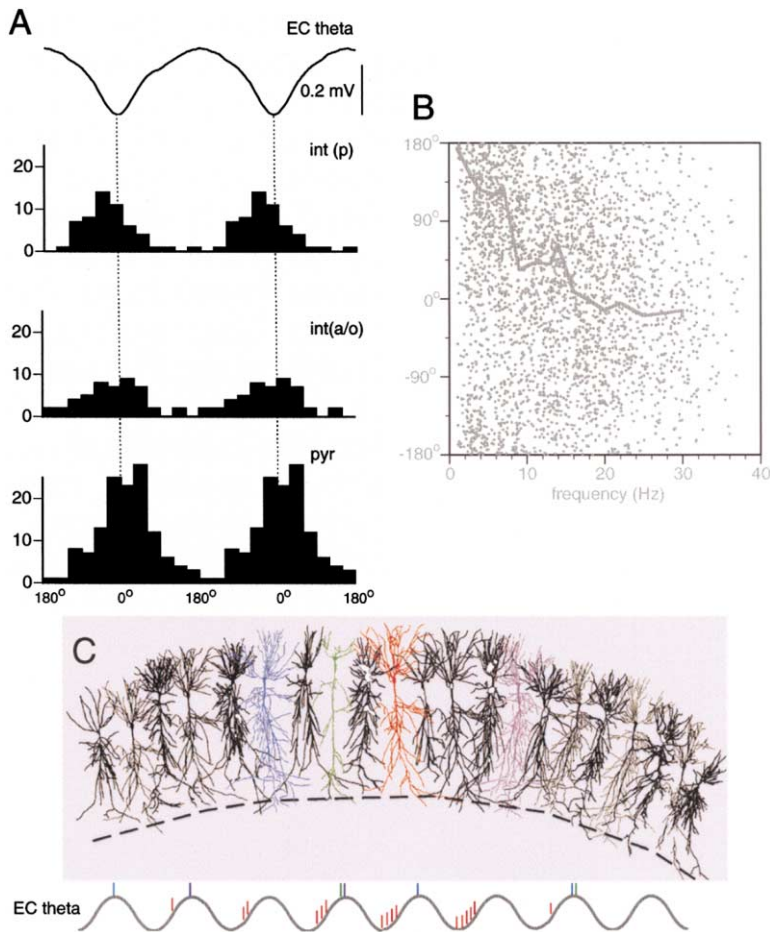 A
EC theta
0.2 mV
int (p)
20
10
0
int(a/o)
20
10
0
pyr
20
10
0
180° 0° 180° 0° 180°
B
180°
90°
0°
-90°
-180°
0 10 20 30 40
frequency (Hz)
C
EC theta